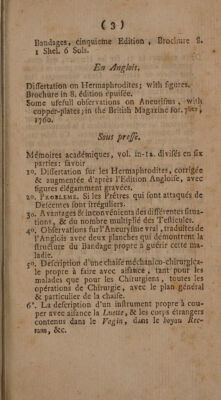 ( 3 )
Bandages, cinquieme Edition, Brochure 8.
1 Shel. 6 Sols.
En Anglois.
Dissertation on Hermaphrodites; with figures.
Brochure in 8. édition épuisée.
Some usefull observations on Aneurisms, with
copper-plates; in the British Magazine for 7ber,
1760.
Sous presse.
Mémoires académiques, vol. in-12. divisés en six
parties: savoir
1o. Dissertation sur les Hermaphrodites, corrigée
& augmentée d'après l'Edition Angloise, avec
figures élégamment gravées.
2o. PROBLEME. Si les Prêtres qui sont attaqués de
Descentes sont irréguliers.
3o. Avantages & inconvénients des différentes situa-
tions, & du nombre multiplié des Testicules.
4o. Observations sur l'Aneurisme vrai, traduites de
l'Anglois avec deux planches qui démontrent la
structure du Bandage propre à guérir cette ma-
ladie.
5o. Description d'une chaise méchanico-chirurgica-
le propre à faire avec aisance, tant pour les
malades que pour les Chirurgiens, toutes les
opérations de Chirurgie, avec le plan général
& particulier de la chaise.
6o. La description d'un instrument propre à cou-
per avec aisance la Luette, & les corps étrangers
contenus dans le Vagin, dans le boyau Rec-
tum, &c.